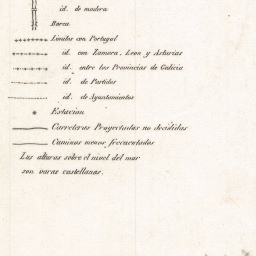 id. de madera
Barca
Límites con Portugal
id. con Zamora, Leon y Asturias
id. entre las Provincias de Galicia
id. de Partidos
id. de Ayuntamientos
Estacion
Carreteras Proyectadas no decididas
Caminos menos frecuentados
Las alturas sobre el nivel del mar
son varas castellanas.